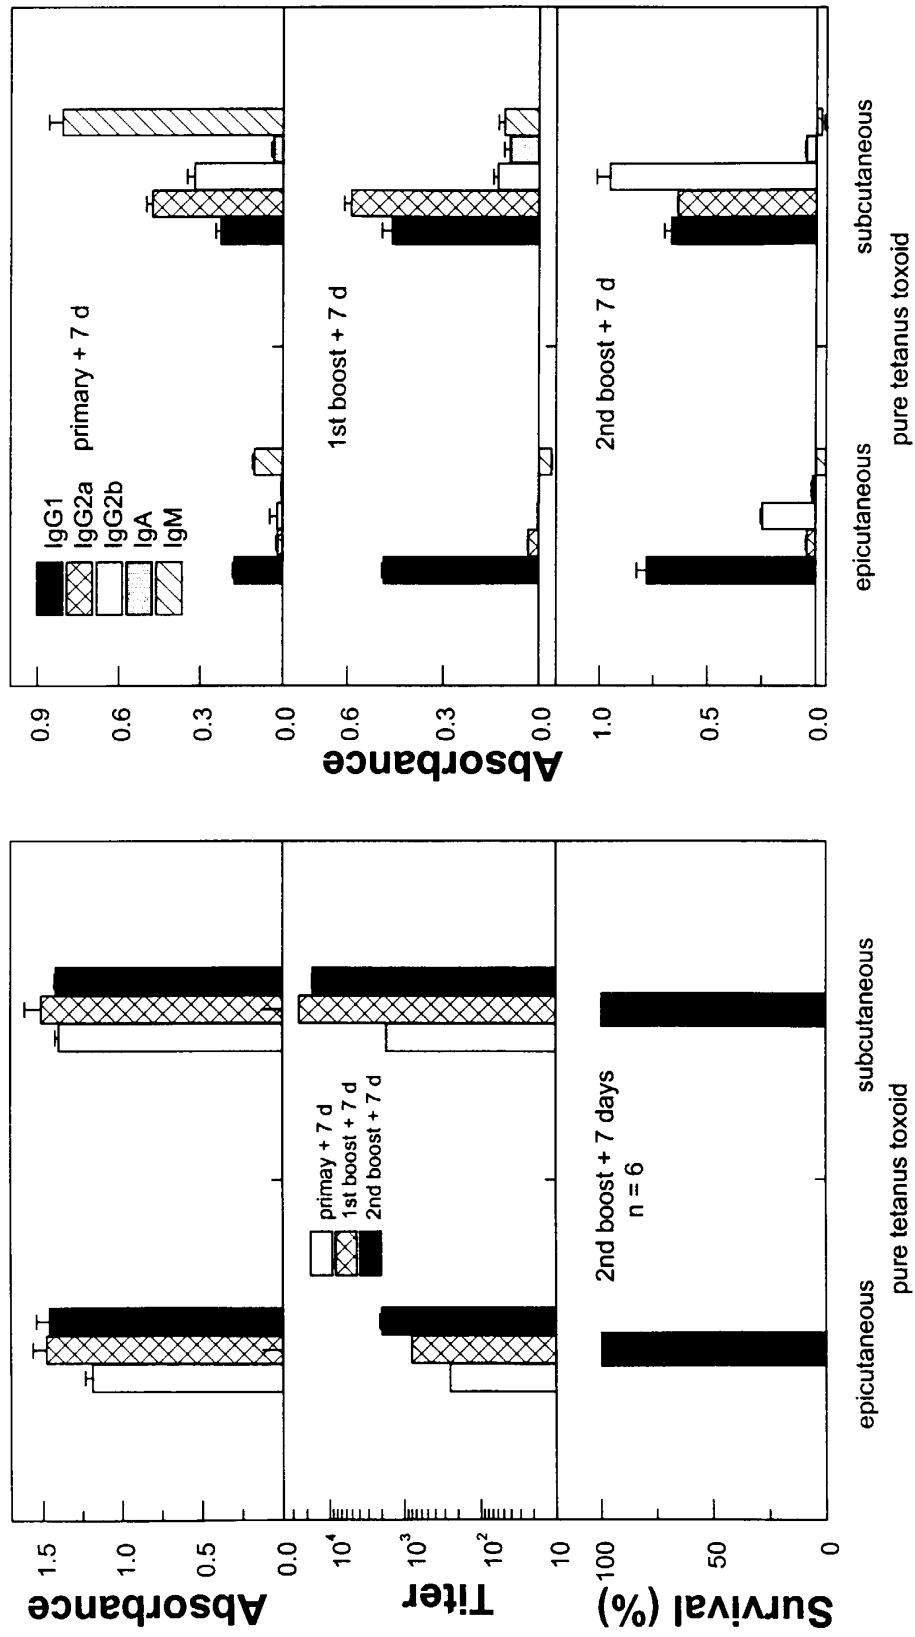 Absorbance
1.5
1.0
0.5
0.0
Titer
10⁴
10³
10²
10
primay + 7 d
1st boost + 7 d
2nd boost + 7 d
Survival (%)
100
50
0
2nd boost + 7 days
n = 6
epicutaneous
subcutaneous
pure tetanus toxoid
Absorbance
0.9
0.6
0.3
0.0
IgG1
IgG2a
IgG2b
IgA
IgM
primary + 7 d
0.6
0.3
0.0
1st boost + 7 d
1.0
0.5
0.0
2nd boost + 7 d
epicutaneous
subcutaneous
pure tetanus toxoid